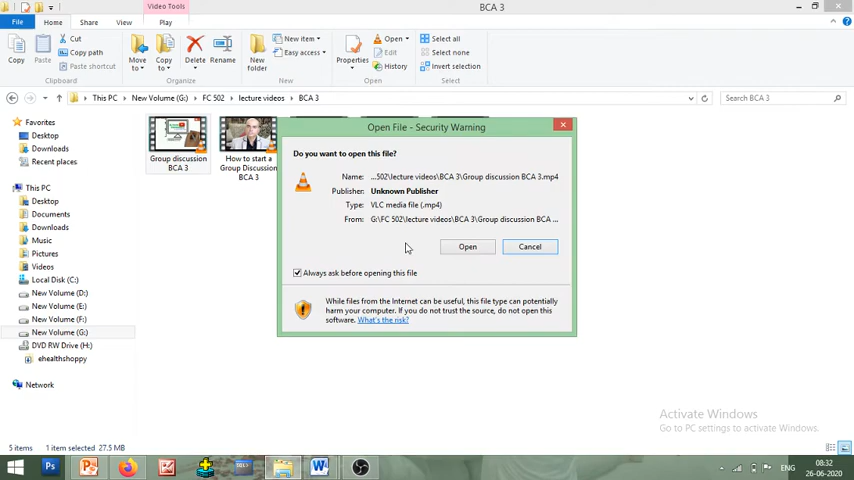 Video Tools
BCA 3
File
Home
Share
View
Play
Copy
Paste
Cut
Copy path
Paste shortcut
Clipboard
Move to
Copy to
Delete
Rename
Organize
New folder
New item
Easy access
New
Properties
Open
Edit
History
Open
Select all
Select none
Invert selection
Select
This PC
New Volume (G:)
FC 502
lecture videos
BCA 3
Search BCA 3
Favorites
Desktop
Downloads
Recent places
This PC
Desktop
Documents
Downloads
Music
Pictures
Videos
Local Disk (C:)
New Volume (D:)
New Volume (E:)
New Volume (F:)
New Volume (G:)
DVD RW Drive (H:)
ehealthshoppy
Network
Group discussion
BCA 3
How to start a
Group Discussion
BCA 3
Open File - Security Warning
Do you want to open this file?
Name: ...502\lecture videos\BCA 3\Group discussion BCA 3.mp4
Publisher: Unknown Publisher
Type: VLC media file (.mp4)
From: G:\FC 502\lecture videos\BCA 3\Group discussion BCA ...
Open
Cancel
Always ask before opening this file
While files from the Internet can be useful, this file type can potentially
harm your computer. If you do not trust the source, do not open this
software. What's the risk?
Activate Windows
Go to PC settings to activate Windows.
5 items
1 item selected 27.5 MB
Ps
ENG
08:32
26-06-2020